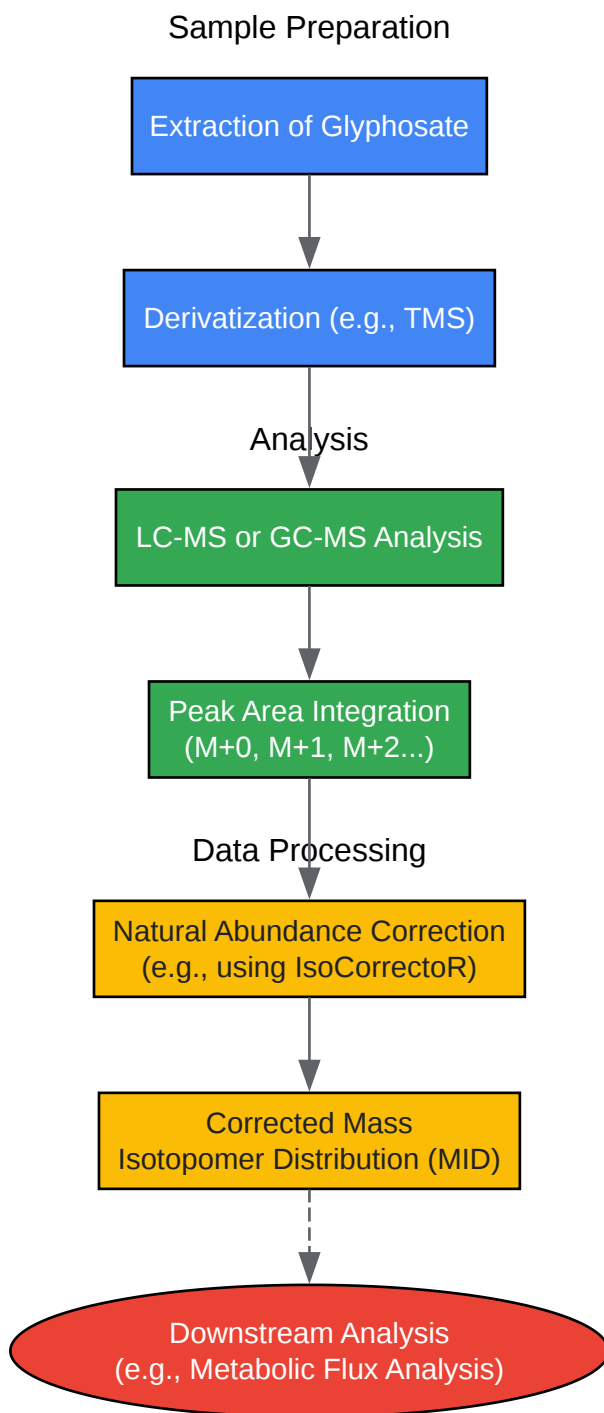 Sample Preparation
Extraction of Glyphosate
Derivatization (e.g., TMS)
Analysis
LC-MS or GC-MS Analysis
Peak Area Integration
(M+0, M+1, M+2...)
Data Processing
Natural Abundance Correction
(e.g., using IsoCorrectoR)
Corrected Mass
Isotopomer Distribution (MID)
Downstream Analysis
(e.g., Metabolic Flux Analysis)